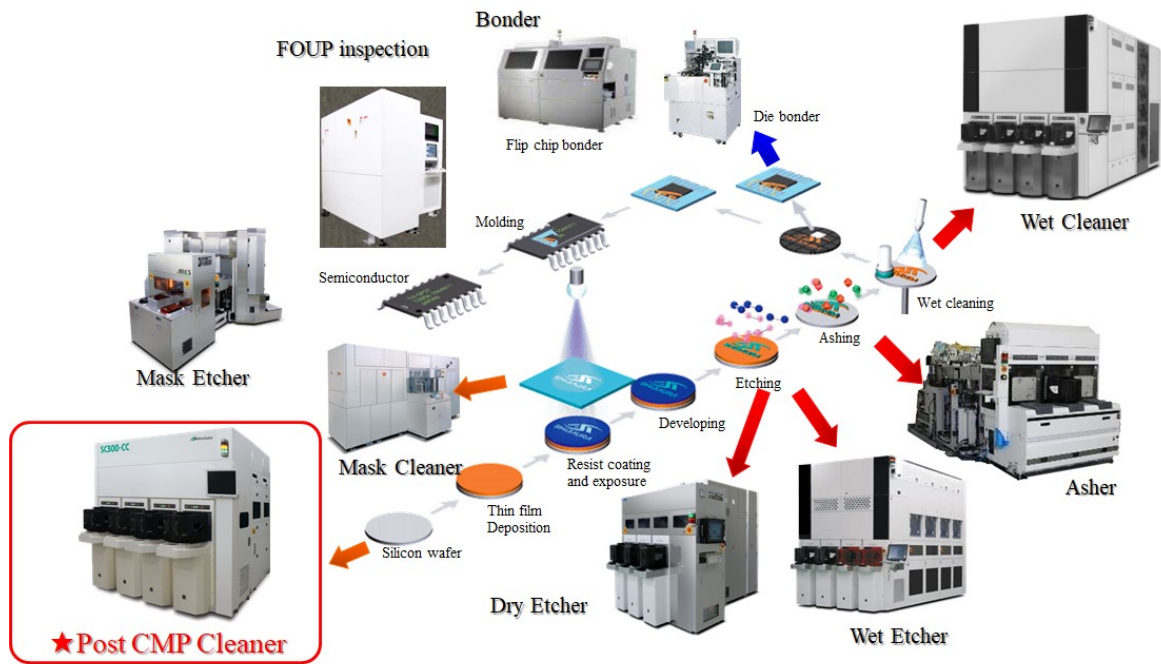 Bonder
FOUP inspection
Die bonder
Flip chip bonder
Wet Cleaner
Molding
Semiconductor
Wet cleaning
Ashing
Mask Etcher
Etching
Developing
Mask Cleaner
Resist coating
and exposure
Asher
SC300-CC
Thin film
Deposition
Silicon wafer
Dry Etcher
Wet Etcher
★Post CMP Cleaner